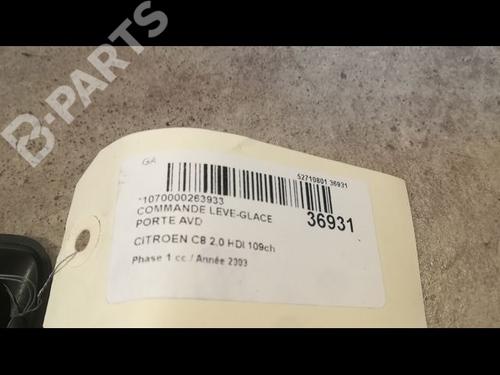 B-PARTS
GA
52710801 36931
*1070000263933
COMMANDE LEVE-GLACE
36931
PORTE AVD
CITROEN C8 2.0 HDI 109ch
Phase 1 cc / Année 2003